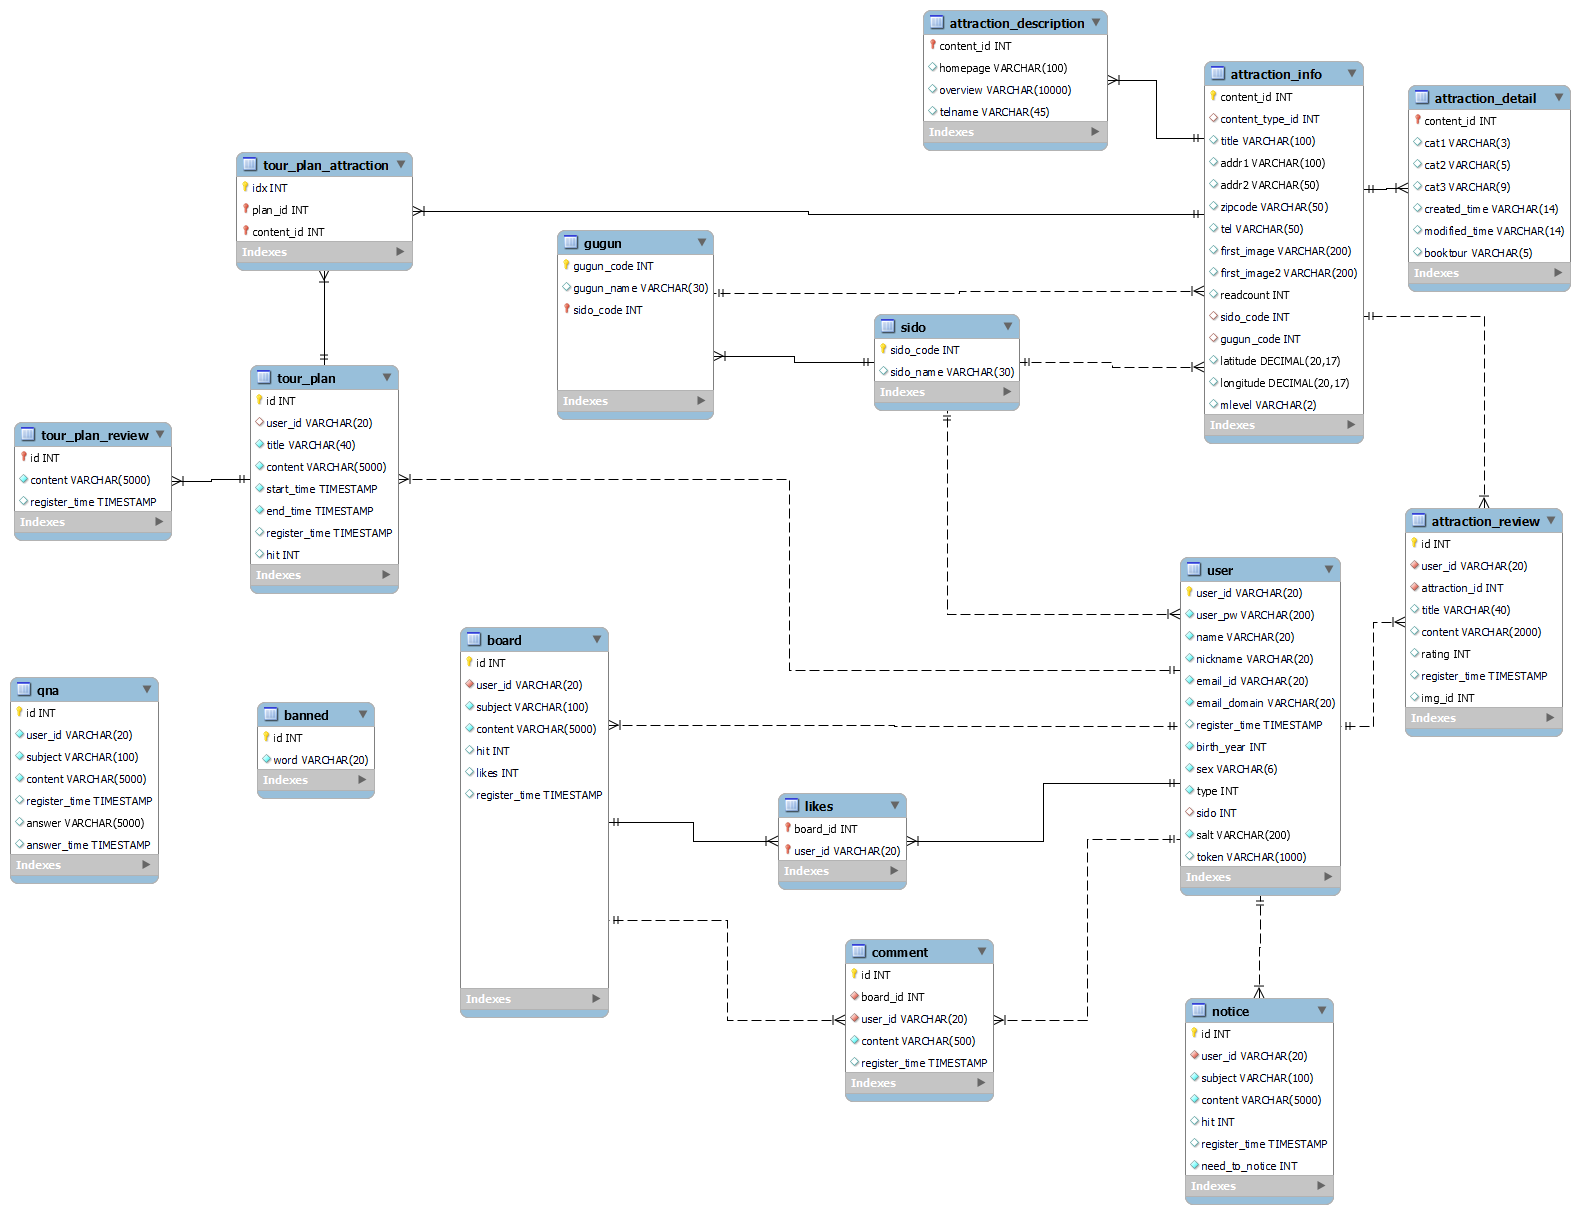 attraction_description
content_id INT
homepage VARCHAR(100)
overview VARCHAR(10000)
telname VARCHAR(45)
Indexes
attraction_info
content_id INT
content_type_id INT
title VARCHAR(100)
addr1 VARCHAR(100)
addr2 VARCHAR(50)
zipcode VARCHAR(50)
tel VARCHAR(50)
first_image VARCHAR(200)
first_image2 VARCHAR(200)
readcount INT
sido_code INT
gugun_code INT
latitude DECIMAL(20,17)
longitude DECIMAL(20,17)
mlevel VARCHAR(2)
Indexes
attraction_detail
content_id INT
cat1 VARCHAR(3)
cat2 VARCHAR(5)
cat3 VARCHAR(9)
created_time VARCHAR(14)
modified_time VARCHAR(14)
booktour VARCHAR(5)
Indexes
tour_plan_attraction
idx INT
plan_id INT
content_id INT
Indexes
gugun
gugun_code INT
gugun_name VARCHAR(30)
sido_code INT
Indexes
sido
sido_code INT
sido_name VARCHAR(30)
Indexes
tour_plan
id INT
user_id VARCHAR(20)
title VARCHAR(40)
content VARCHAR(5000)
start_time TIMESTAMP
end_time TIMESTAMP
register_time TIMESTAMP
hit INT
Indexes
tour_plan_review
id INT
content VARCHAR(5000)
register_time TIMESTAMP
Indexes
attraction_review
id INT
user_id VARCHAR(20)
attraction_id INT
title VARCHAR(40)
content VARCHAR(2000)
rating INT
register_time TIMESTAMP
img_id INT
Indexes
user
user_id VARCHAR(20)
user_pw VARCHAR(200)
name VARCHAR(20)
nickname VARCHAR(20)
email_id VARCHAR(20)
email_domain VARCHAR(20)
register_time TIMESTAMP
birth_year INT
sex VARCHAR(6)
type INT
sido INT
salt VARCHAR(200)
token VARCHAR(1000)
Indexes
board
id INT
user_id VARCHAR(20)
subject VARCHAR(100)
content VARCHAR(5000)
hit INT
likes INT
register_time TIMESTAMP
Indexes
qna
id INT
user_id VARCHAR(20)
subject VARCHAR(100)
content VARCHAR(5000)
register_time TIMESTAMP
answer VARCHAR(5000)
answer_time TIMESTAMP
Indexes
banned
id INT
word VARCHAR(20)
Indexes
likes
board_id INT
user_id VARCHAR(20)
Indexes
comment
id INT
board_id INT
user_id VARCHAR(20)
content VARCHAR(500)
register_time TIMESTAMP
Indexes
notice
id INT
user_id VARCHAR(20)
subject VARCHAR(100)
content VARCHAR(5000)
hit INT
register_time TIMESTAMP
need_to_notice INT
Indexes